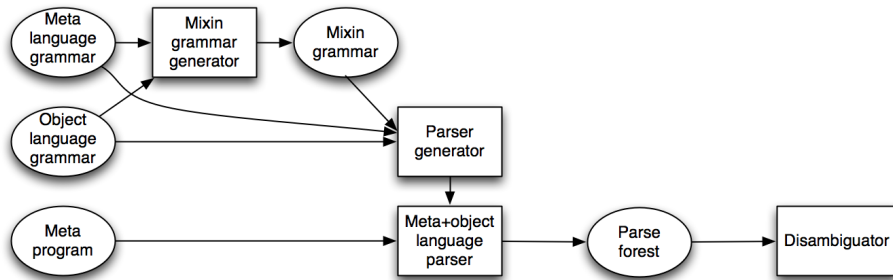 Meta
language
grammar
Mixin
grammar
generator
Mixin
grammar
Object
language
grammar
Parser
generator
Meta
program
Meta+object
language
parser
Parse
forest
Disambiguator